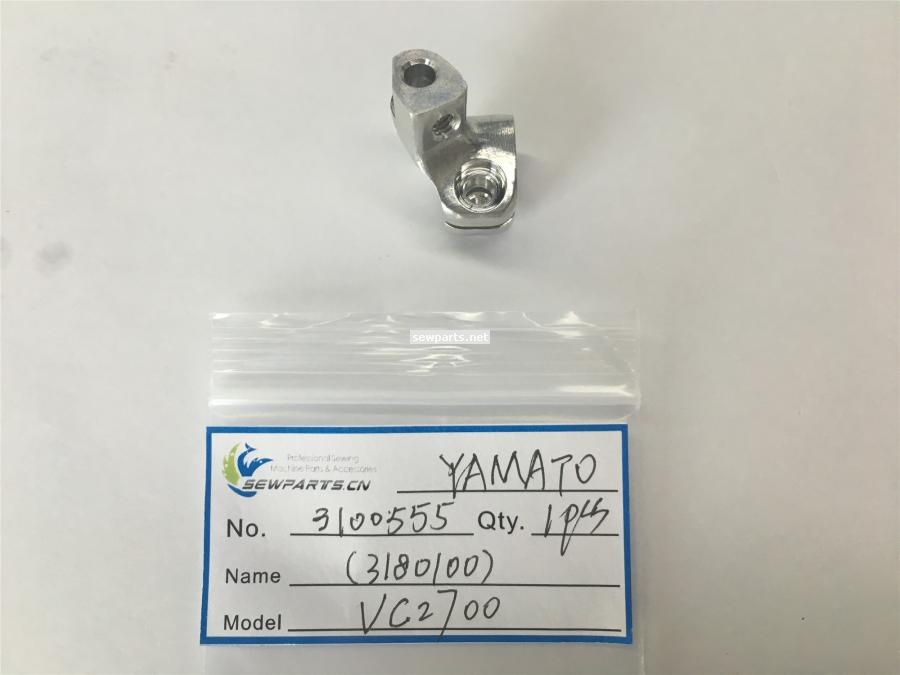 sewparts.net
Professional Sewing
Machine Parts & Accessories
SEWPARTS.CN
YAMATO
No. 3100555 Qty. 1pcs
Name (3180100)
Model VC2700